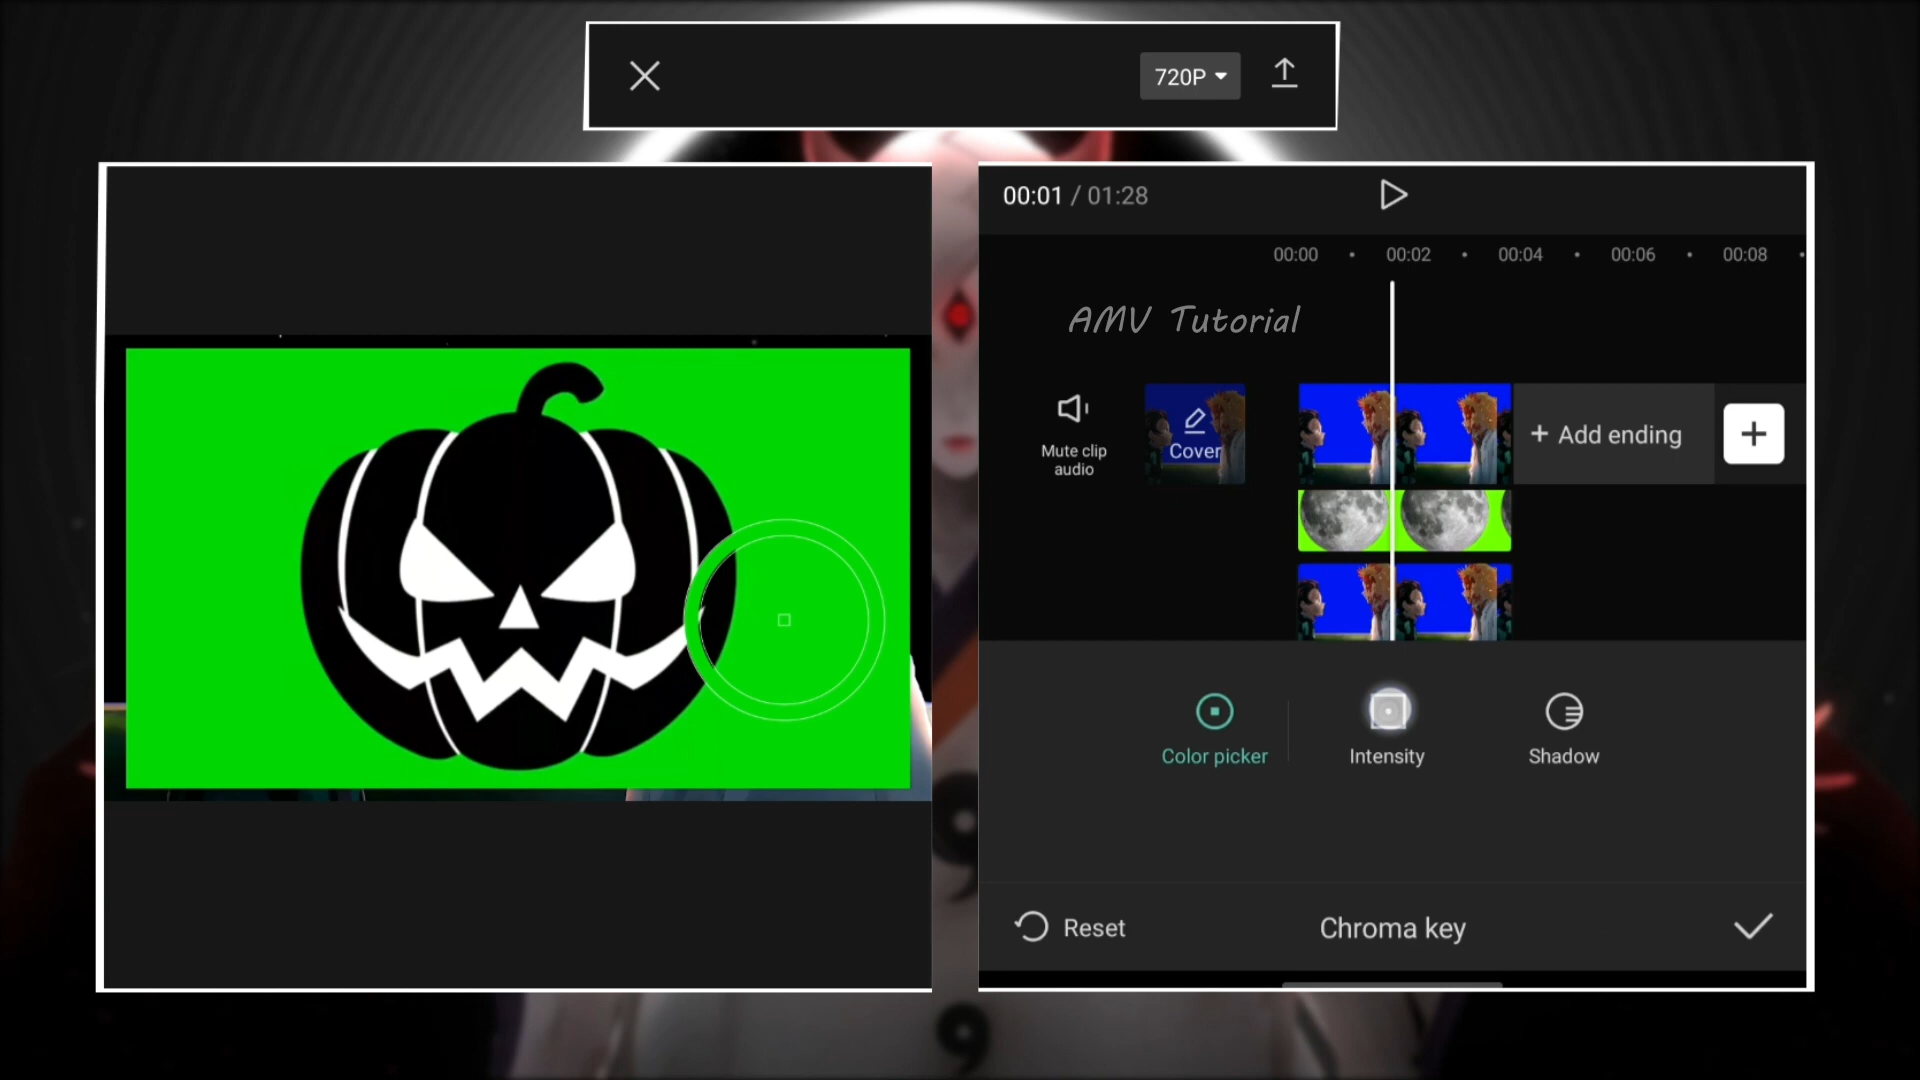 720P
00:01 / 01:28
00:00 00:02 00:04 00:06 00:08
AMV Tutorial
Mute clip
audio
Cover
+ Add ending
Color picker
Intensity
Shadow
Reset
Chroma key